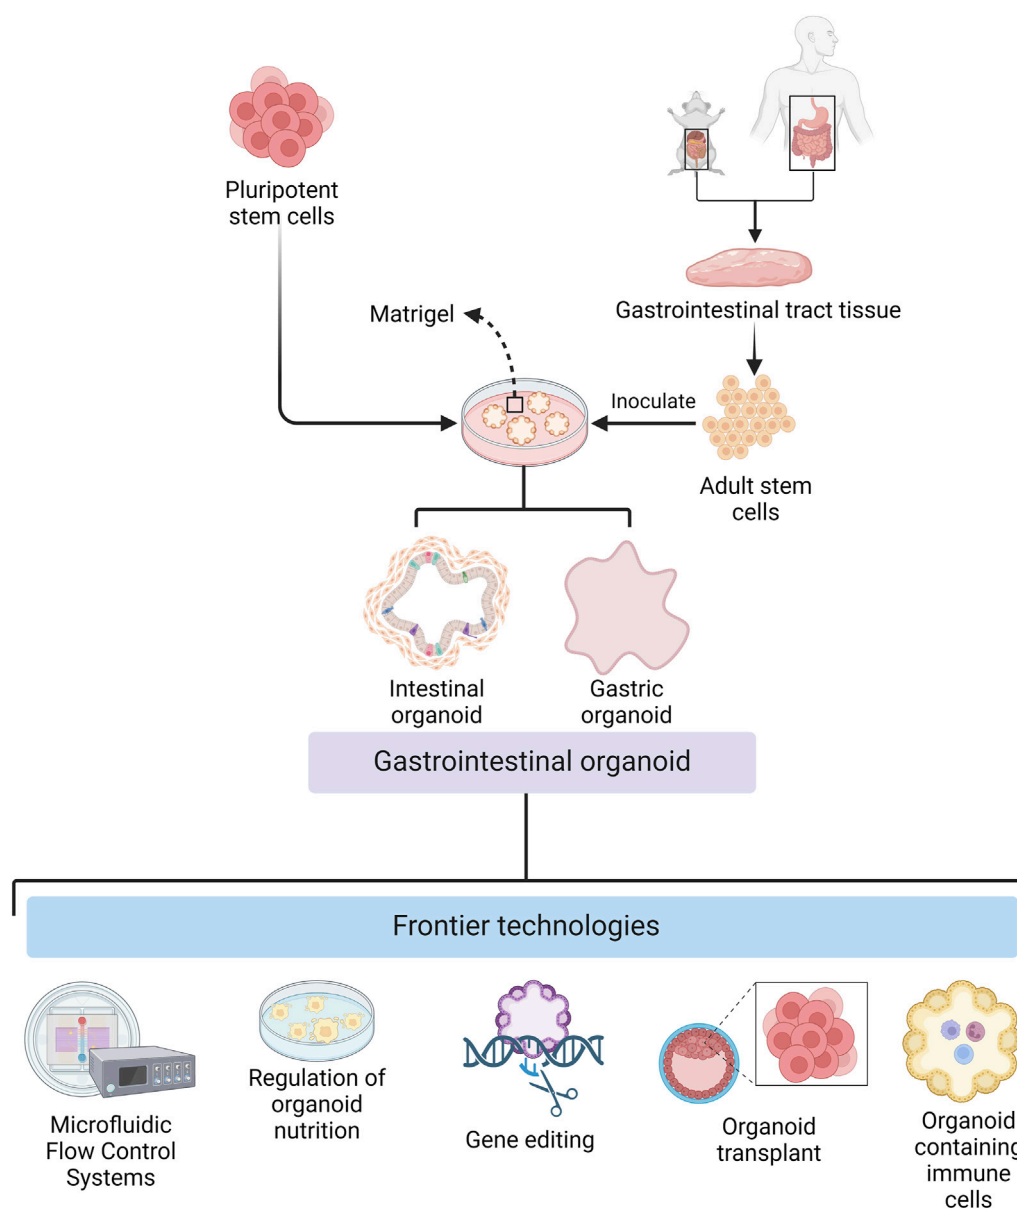 Pluripotent
stem cells
Matrigel
Gastrointestinal tract tissue
Inoculate
Adult stem
cells
Intestinal
organoid
Gastric
organoid
Gastrointestinal organoid
Frontier technologies
Microfluidic
Flow Control
Systems
Regulation of
organoid
nutrition
Gene editing
Organoid
transplant
Organoid
containing
immune
cells